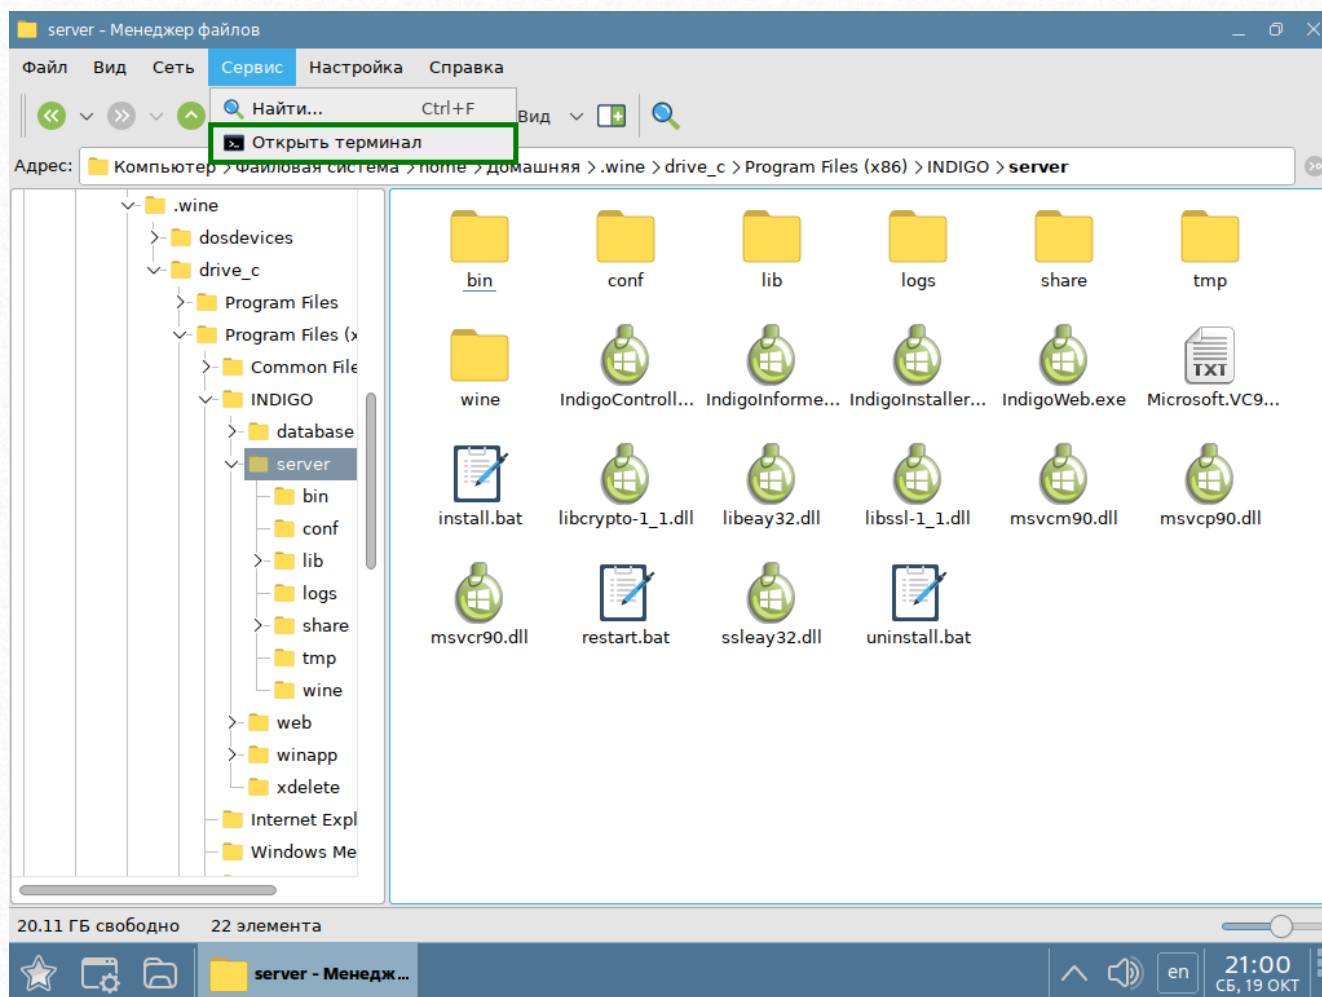 server - Менеджер файлов
Файл Вид Сеть Сервис Настройка Справка
Найти... Ctrl+F
Вид
Открыть терминал
Адрес: Компьютер Файловая система home Домашняя .wine drive_c Program Files (x86) INDIGO server
.wine
dosdevices
drive_c
Program Files
Program Files (x
Common File
INDIGO
database
server
bin
conf
lib
logs
share
tmp
wine
web
winapp
xdelete
Internet Expl
Windows Me
bin conf lib logs share tmp
wine IndigoControll... IndigoInforme... IndigoInstaller... IndigoWeb.exe Microsoft.VC9...
TXT
install.bat libcrypto-1_1.dll libeay32.dll libssl-1_1.dll msvcm90.dll msvcp90.dll
msvcr90.dll restart.bat ssleay32.dll uninstall.bat
20.11 ГБ свободно 22 элемента
server - Менедж...
en
21:00
СБ, 19 ОКТ